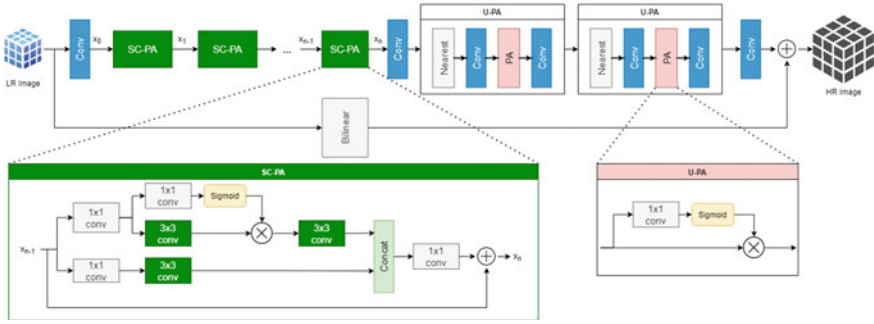 LR Image
Conv
x0
SC-PA
x1
SC-PA
...
xn-1
SC-PA
xn
Conv
U-PA
Nearest
Conv
PA
Conv
U-PA
Nearest
Conv
PA
Conv
Conv
HR Image
Bilinear
SC-PA
xn-1
1x1
conv
1x1
conv
Sigmoid
3x3
conv
3x3
conv
1x1
conv
3x3
conv
Concat
1x1
conv
xn
U-PA
1x1
conv
Sigmoid